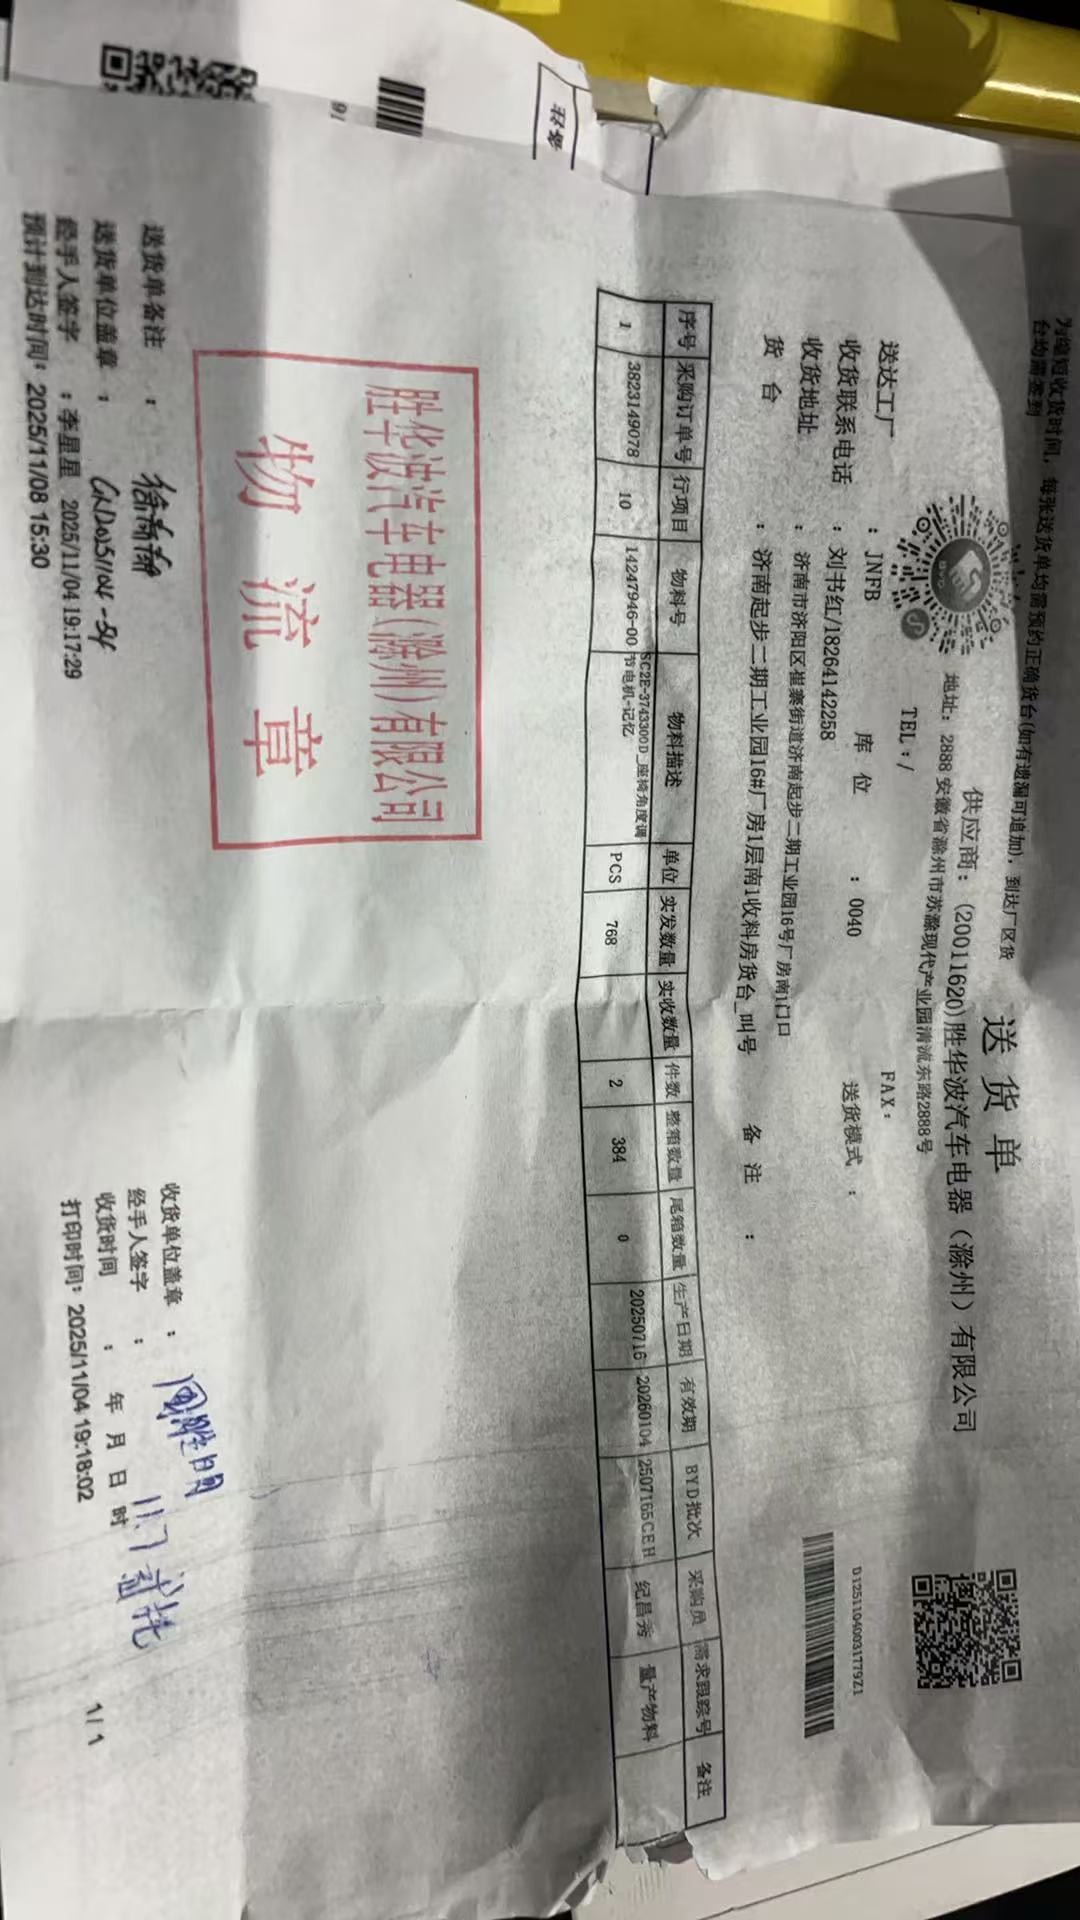 为缩短收货时间，每张送货单均需预约正确货台(如有遗漏可追加)，到达厂区货
台均需签到
送货单
供应商：(20011620)胜华波汽车电器（滁州）有限公司
地址：2888 安徽省滁州市苏滁现代产业园清流东路2888号
TEL:/
FAX:
D12511040031779Z1
送达工厂 ：JNFB 库位 ：0040 送货模式 ：
收货联系电话 ：刘书红/18264142258
收货地址 ：济南市济阳区崔寨街道济南起步二期工业园16号厂房南1门口
货台 ：济南起步二期工业园16#厂房1层南1收料房货台_叫号 备注 ：
序号 采购订单号 行项目 物料号 物料描述 单位 实发数量 实收数量 件数 整箱数量 尾箱数量 生产日期 有效期 BYD批次 采购员 需求跟踪号 备注
1 3823149078 10 14247946-00 SC2E-3743300D_座椅角度调节电机-记忆 PCS 768 2 384 0 20250716 20260104 2507165CEH 纪昌秀 量产物料
胜华波汽车电器(滁州)有限公司
物流章
送货单备注 ：
送货单位盖章 ：
经手人签字 ：李星星 2025/11/04 19:17:29
预计到达时间：2025/11/08 15:30
收货单位盖章 ：
经手人签字 ：
收货时间 ： 年 月 日 时
11.7
打印时间：2025/11/04 19:18:02
1/1